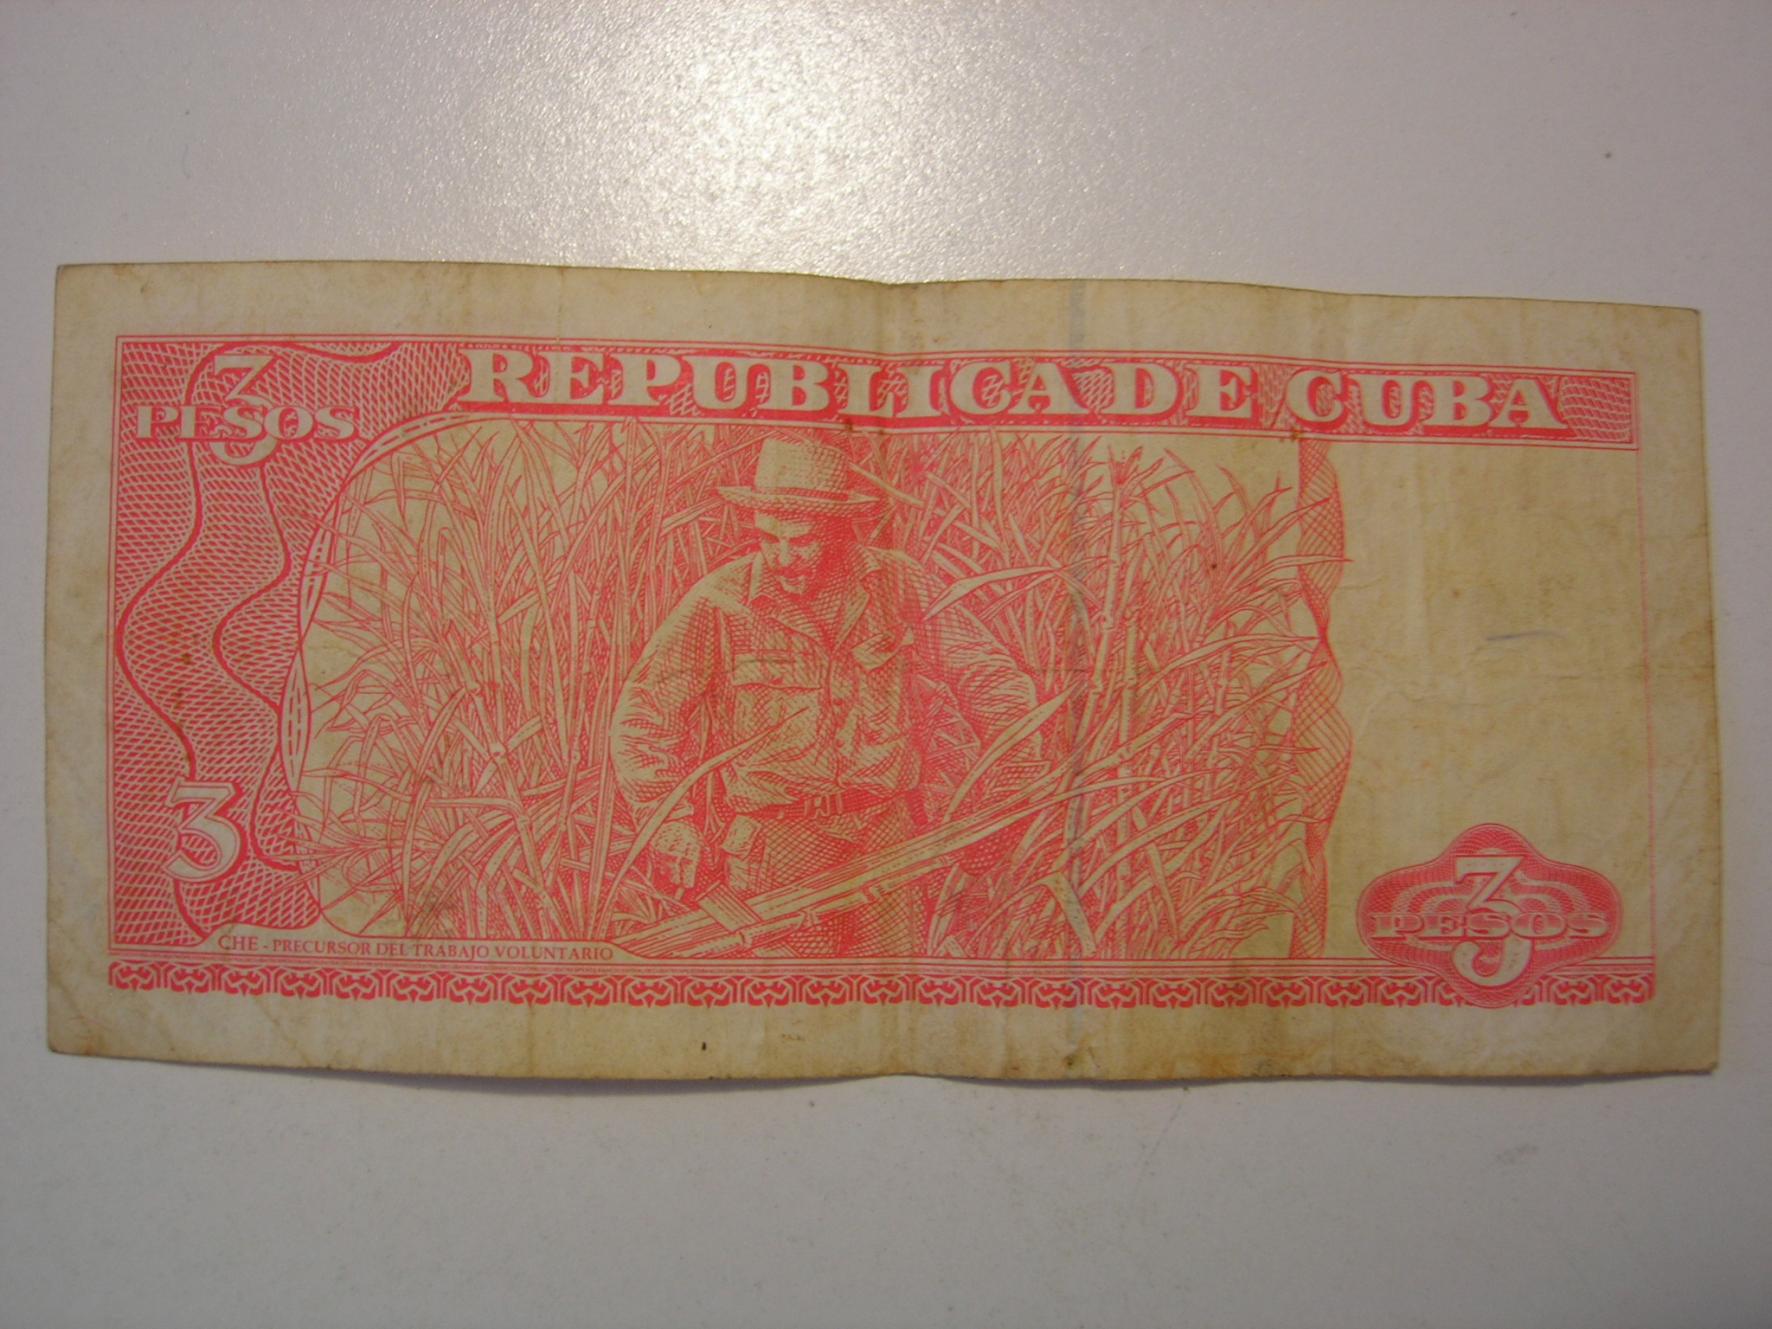 REPUBLICA DE CUBA
3
PESOS
3
CHE - PRECURSOR DEL TRABAJO VOLUNTARIO
3
PESOS